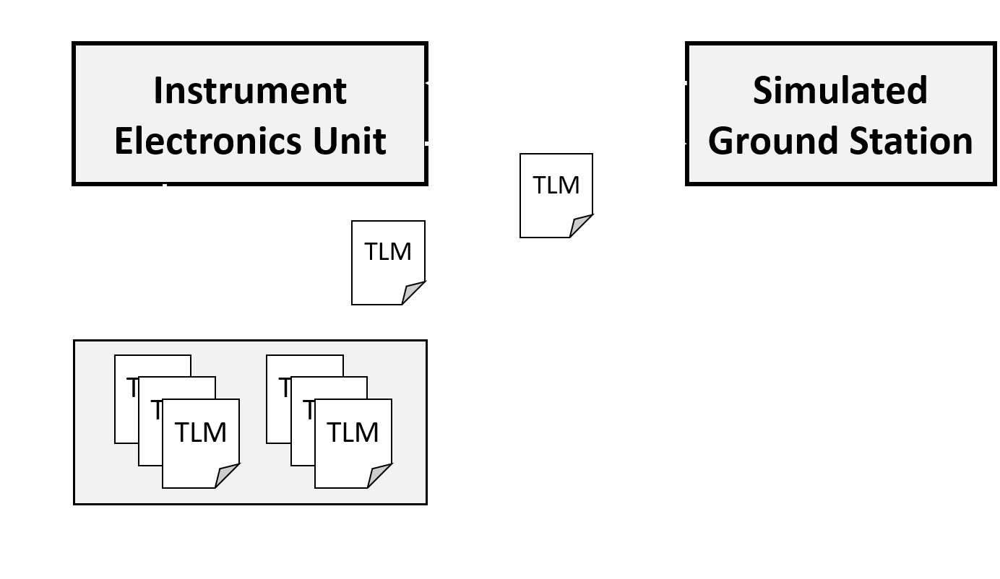 Instrument
Electronics Unit
Simulated
Ground Station
TLM
TLM
T
T
TLM
T
T
TLM